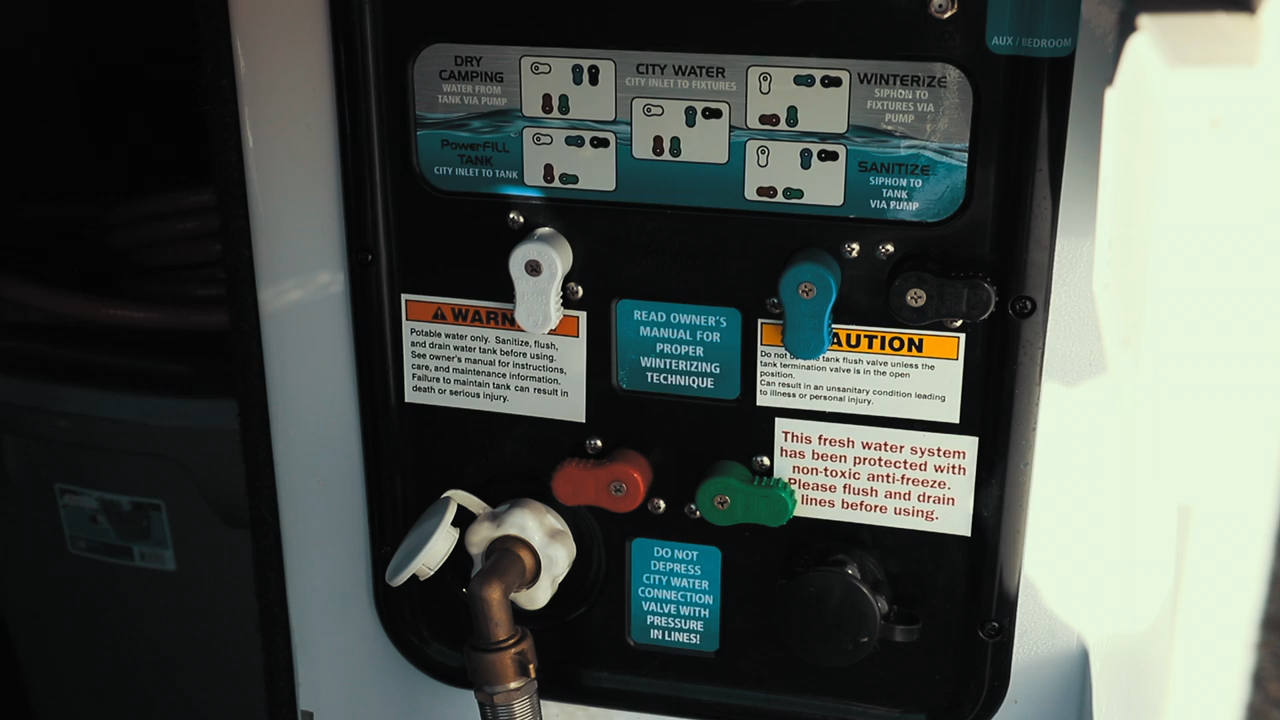 AUX / BEDROOM
DRY
CAMPING
WATER FROM
TANK VIA PUMP
CITY WATER
CITY INLET TO FIXTURES
WINTERIZE
SIPHON TO
FIXTURES VIA
PUMP
PowerFILL
TANK
CITY INLET TO TANK
SANITIZE
SIPHON TO
TANK
VIA PUMP
WARN
Potable water only. Sanitize, flush,
and drain water tank before using.
See owner's manual for instructions,
care, and maintenance information.
Failure to maintain tank can result in
death or serious injury.
READ OWNER'S
MANUAL FOR
PROPER
WINTERIZING
TECHNIQUE
AUTION
Do not tank flush valve unless the
tank termination valve is in the open
position.
Can result in an unsanitary condition leading
to illness or personal injury.
This fresh water system
has been protected with
non-toxic anti-freeze.
Please flush and drain
lines before using.
DO NOT
DEPRESS
CITY WATER
CONNECTION
VALVE WITH
PRESSURE
IN LINES!